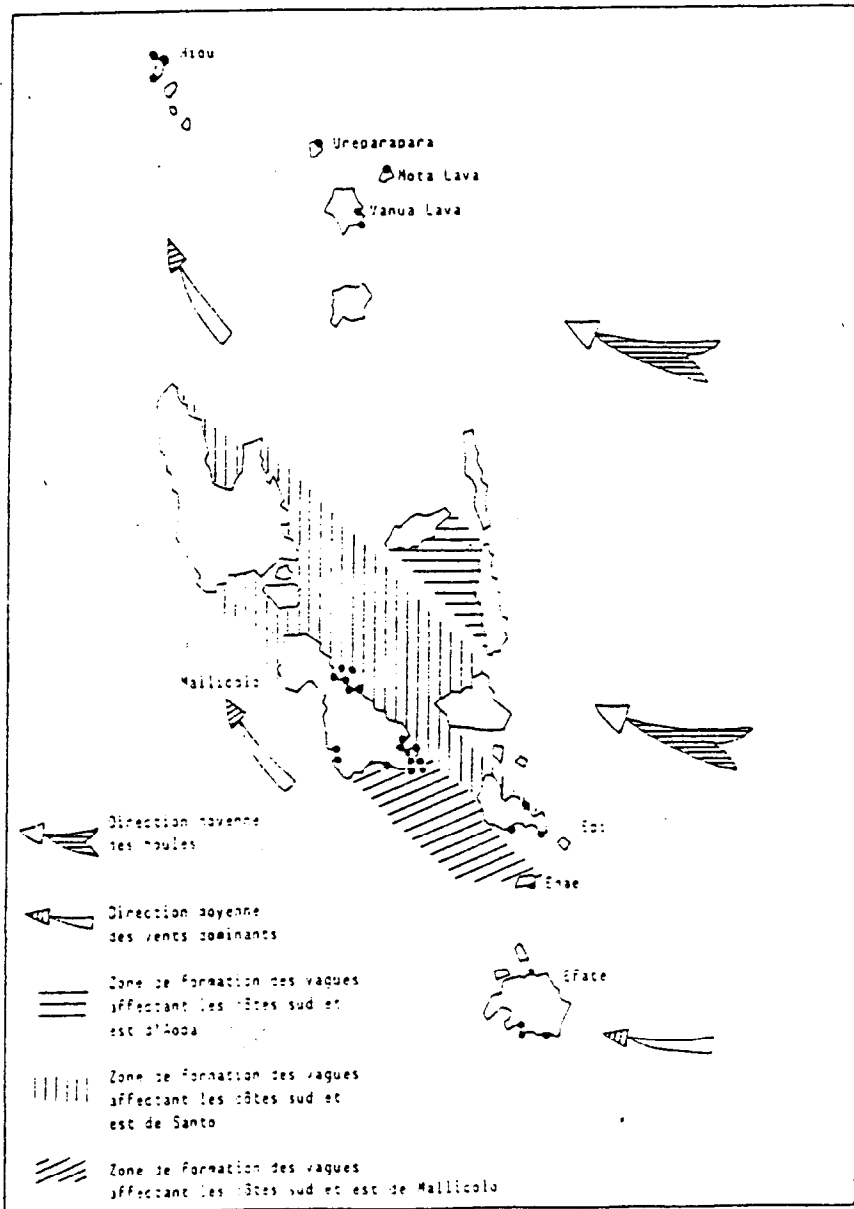 Hiou
Ureparapara
Mota Lava
Vanua Lava
Mallicolo
Epi
Emae
Efate
Direction moyenne
des houles
Direction moyenne
des vents dominants
Zone de formation des vagues
affectant les côtes sud et
est d'Aoba
Zone de formation des vagues
affectant les côtes sud et
est de Santo
Zone de formation des vagues
affectant les côtes sud et est de Mallicolo